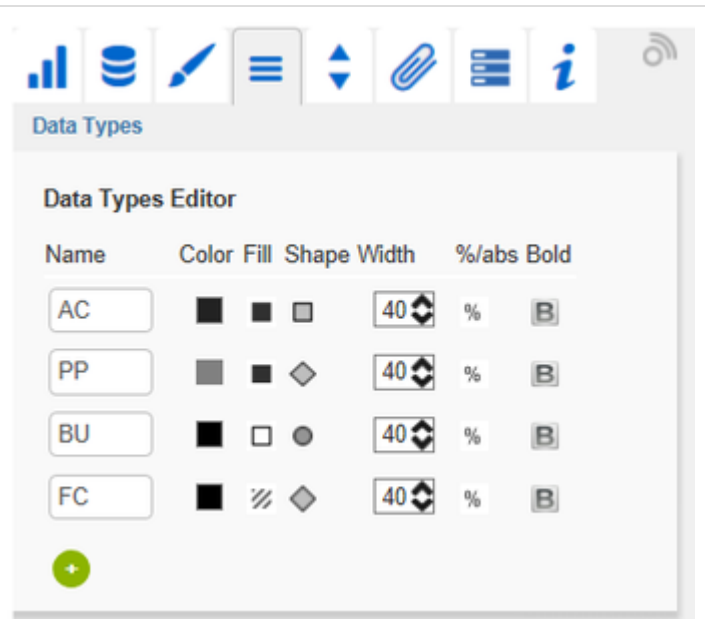 Data Types
Data Types Editor
Name Color Fill Shape Width %/abs Bold
AC 40 % B
PP 40 % B
BU 40 % B
FC 40 % B
+